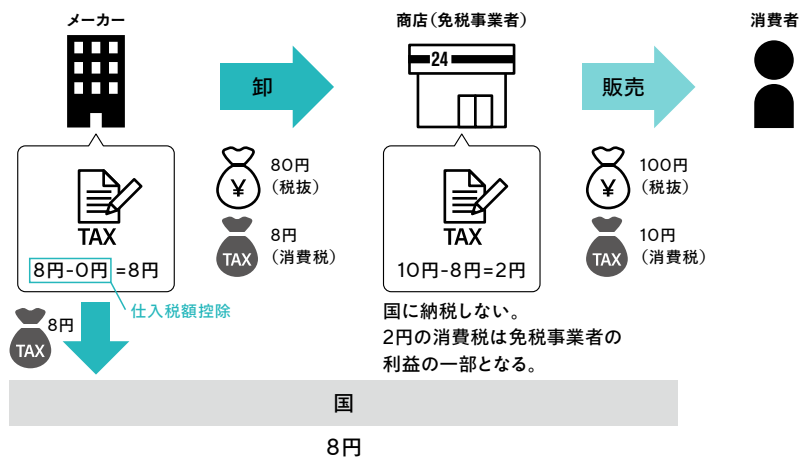 メーカー
商店（免税事業者）
消費者
24
卸
販売
¥
80円
（税抜）
¥
100円
（税抜）
TAX
8円
（消費税）
TAX
10円
（消費税）
TAX
8円-0円=8円
TAX
10円-8円=2円
仕入税額控除
TAX
8円
国に納税しない。
2円の消費税は免税事業者の
利益の一部となる。
国
8円